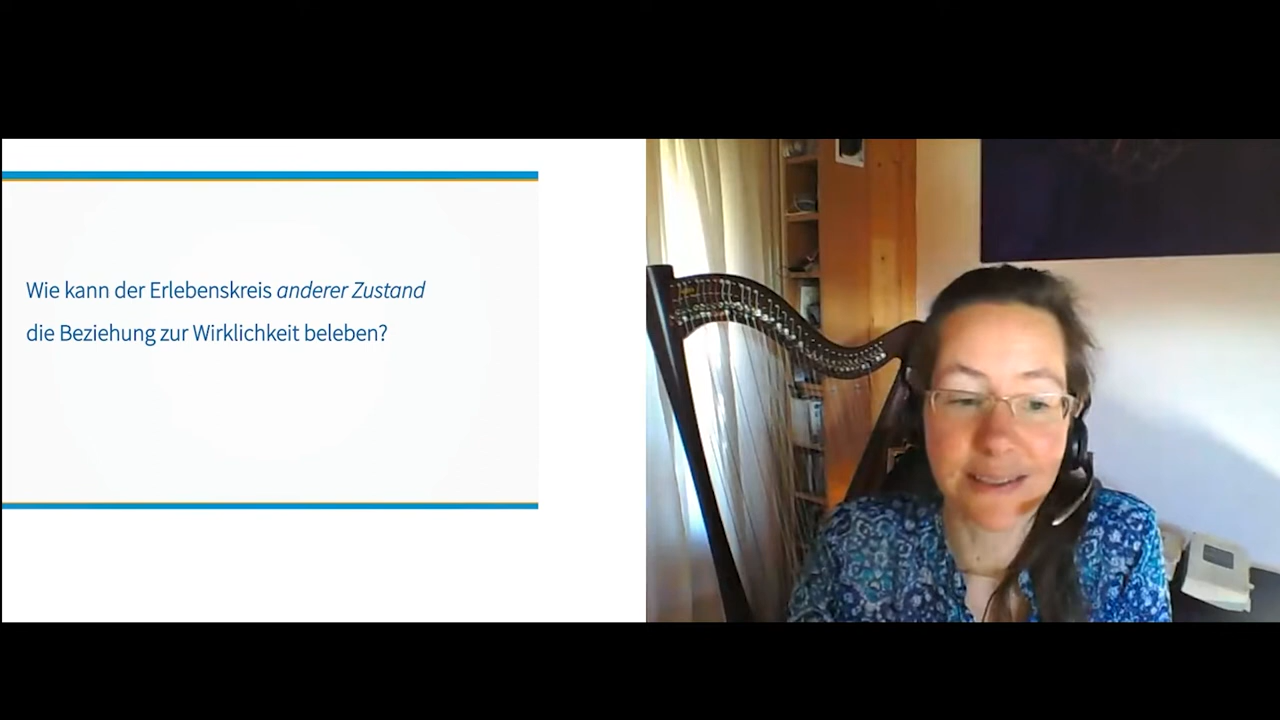 Wie kann der Erlebenskreis anderer Zustand
die Beziehung zur Wirklichkeit beleben?